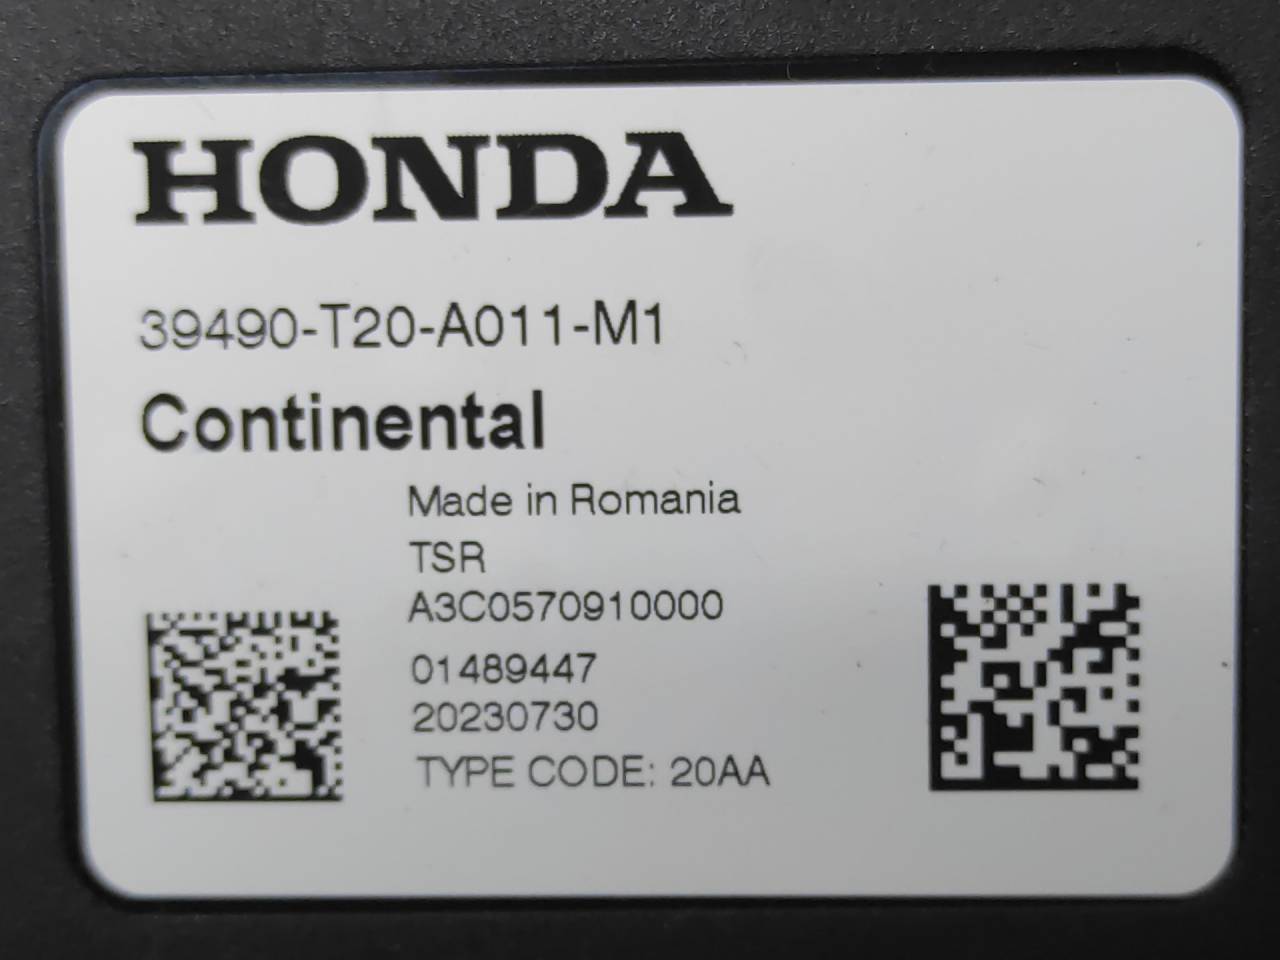 HONDA
39490-T20-A011-M1
Continental
Made in Romania
TSR
A3C0570910000
01489447
20230730
TYPE CODE: 20AA